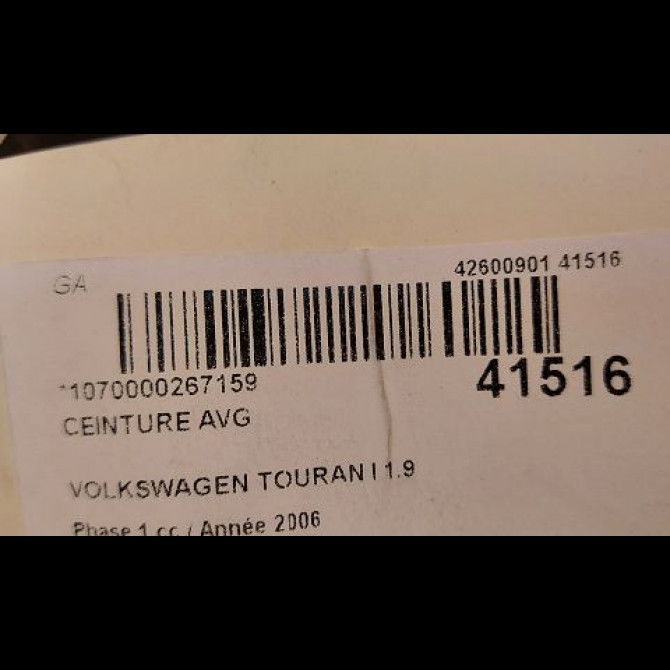 GA
42600901 41516
*1070000267159
41516
CEINTURE AVG
VOLKSWAGEN TOURAN I 1.9
Phase 1 cc / Année 2006